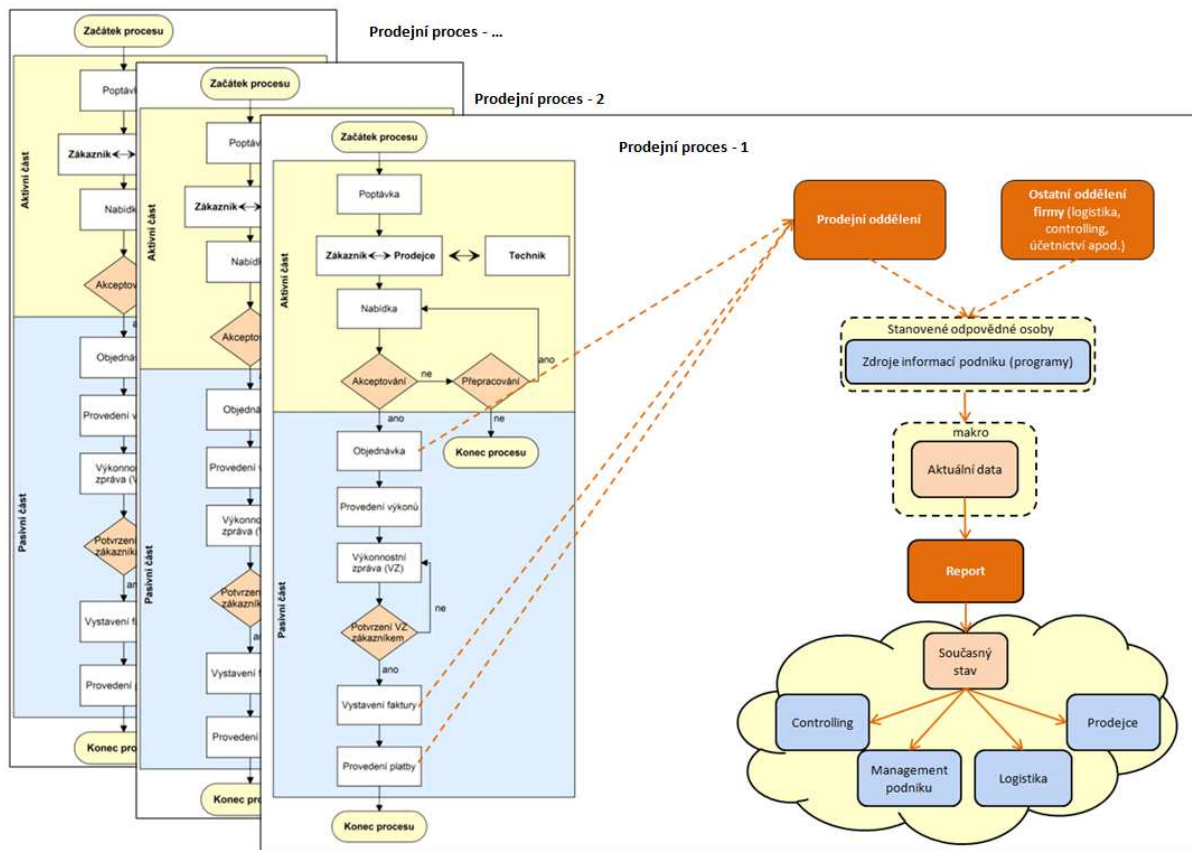 Prodejní proces - ...
Začátek procesu
Aktivní část
Zákazník
Pasivní část
Konec procesu
Prodejní proces - 2
Začátek procesu
Aktivní část
Zákazník
Pasivní část
Prodejní proces - 1
Začátek procesu
Aktivní část
Poptávka
Zákazník
Prodejce
Technik
Nabídka
Akceptování
ne
Přepracování
ano
ano
ne
Konec procesu
Pasivní část
Objednávka
Provedení výkonů
Výkonnostní
zpráva (VZ)
ne
Potvrzení VZ
zákazníkem
ano
Vystavení faktury
Provedení platby
Konec procesu
Prodejní oddělení
Ostatní oddělení
firmy (logistika,
controlling,
účetnictví apod.)
Stanovené odpovědné osoby
Zdroje informací podniku (programy)
makro
Aktuální data
Report
Současný
stav
Controlling
Management
podniku
Logistika
Prodejce